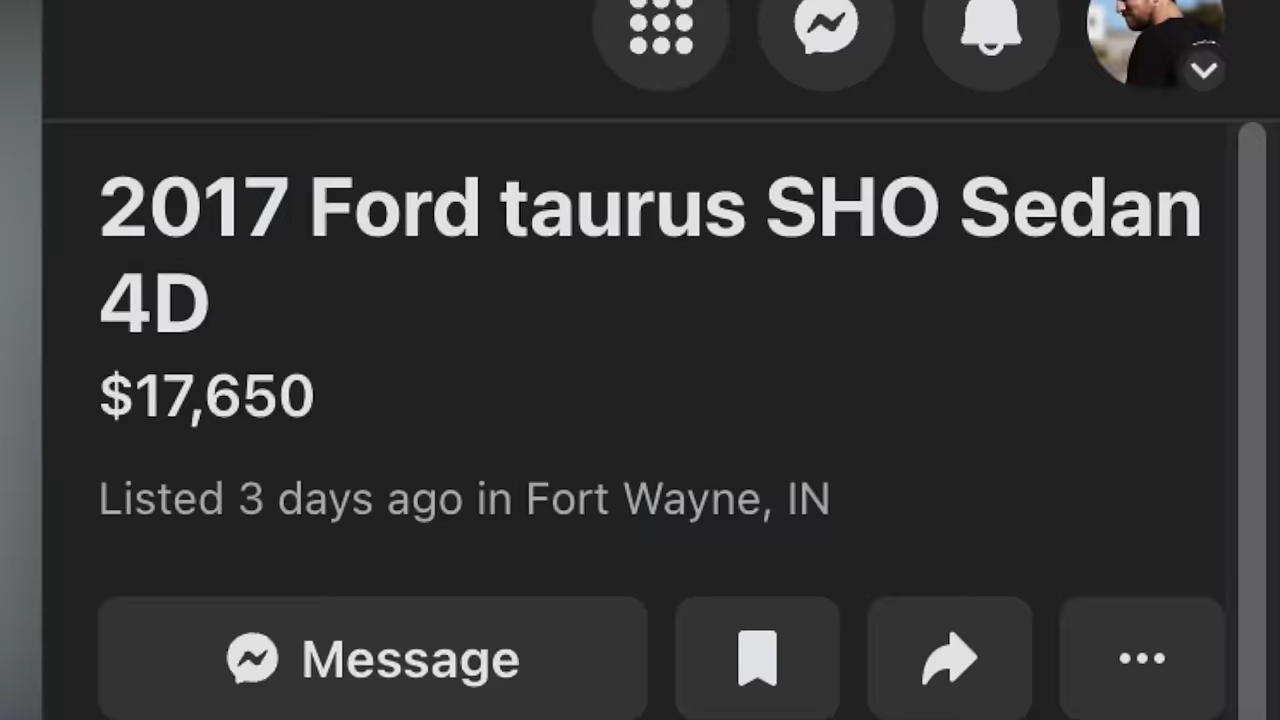 2017 Ford taurus SHO Sedan
4D
$17,650
Listed 3 days ago in Fort Wayne, IN
Message